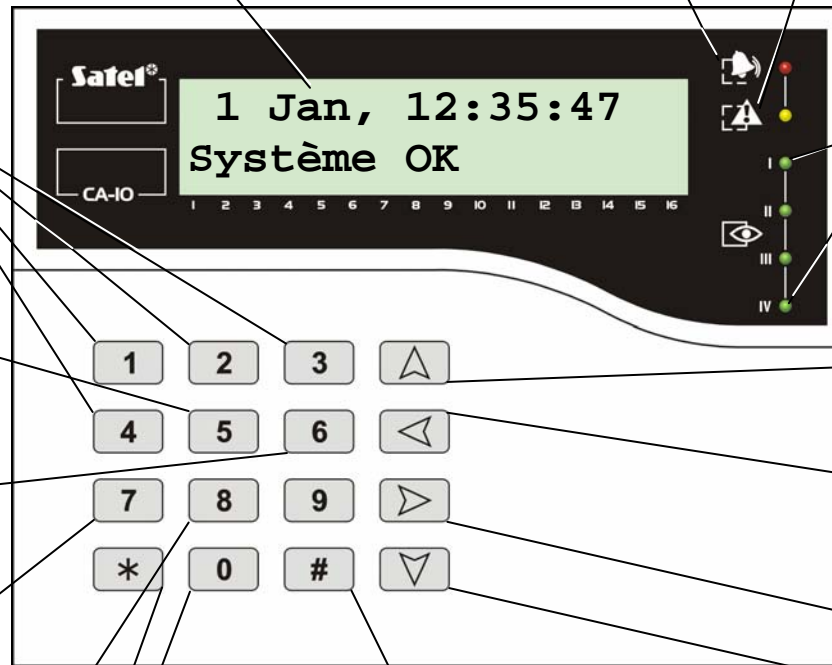 Satel®
1 Jan, 12:35:47
Système OK
CA-10
1 2 3 4 5 6 7 8 9 10 11 12 13 14 15 16
I
II
III
IV
1 2 3
4 5 6
7 8 9
* 0 #